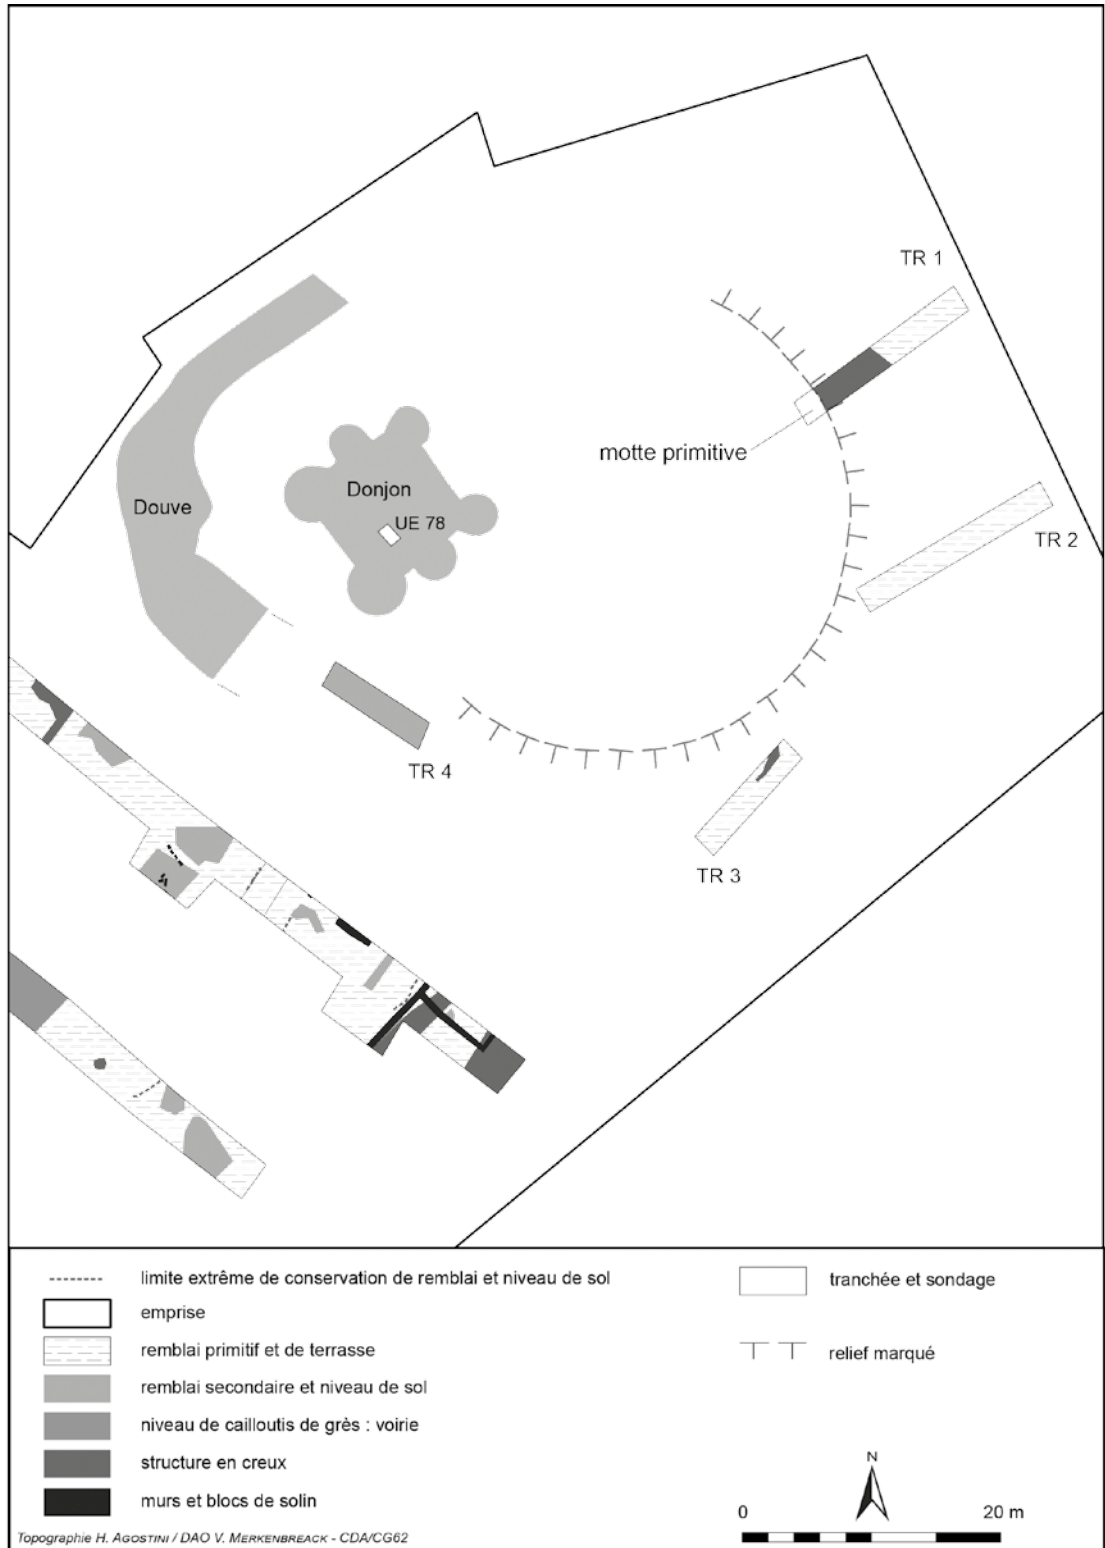 TR 1
motte primitive
Donjon
Douve
UE 78
TR 2
TR 4
TR 3
limite extrême de conservation de remblai et niveau de sol
emprise
remblai primitif et de terrasse
remblai secondaire et niveau de sol
niveau de cailloutis de grès : voirie
structure en creux
murs et blocs de solin
tranchée et sondage
relief marqué
N
0 20 m
Topographie H. AGOSTINI / DAO V. MERKENBREACK - CDA/CG62